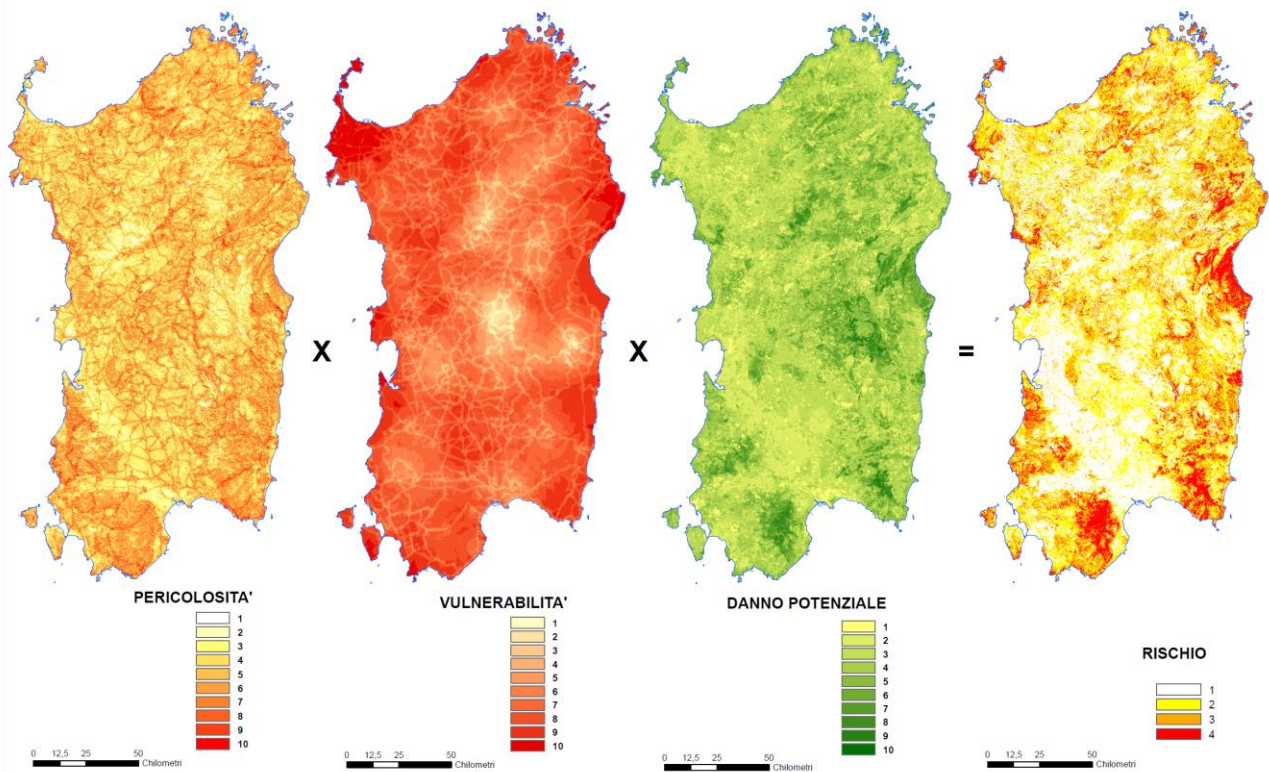 X X =
PERICOLOSITA'
1
2
3
4
5
6
7
8
9
10
0 12,5 25 50
Chilometri
VULNERABILITA'
1
2
3
4
5
6
7
8
9
10
0 12,5 25 50
Chilometri
DANNO POTENZIALE
1
2
3
4
5
6
7
8
9
10
0 12,5 25 50
Chilometri
RISCHIO
1
2
3
4
0 12,5 25 50
Chilometri